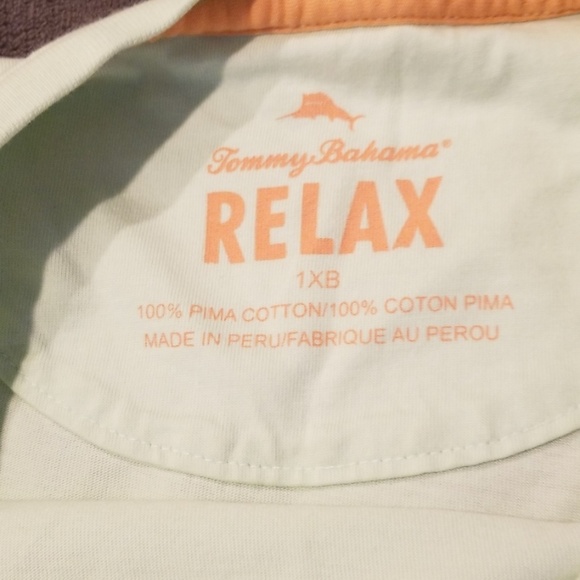 Tommy Bahama®
RELAX
1XB
100% PIMA COTTON/100% COTON PIMA
MADE IN PERU/FABRIQUE AU PEROU